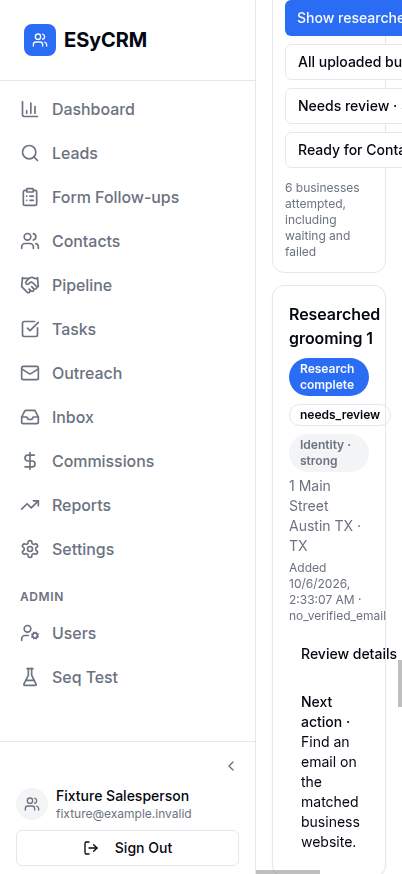 ESyCRM
Dashboard
Leads
Form Follow-ups
Contacts
Pipeline
Tasks
Outreach
Inbox
Commissions
Reports
Settings
ADMIN
Users
Seq Test
Fixture Salesperson
fixture@example.invalid
Sign Out
Show researche
All uploaded bu
Needs review ·
Ready for Conta
6 businesses
attempted,
including
waiting and
failed
Researched
grooming 1
Research
complete
needs_review
Identity ·
strong
1 Main
Street
Austin TX ·
TX
Added
10/6/2026,
2:33:07 AM ·
no_verified_email
Review details
Next
action ·
Find an
email on
the
matched
business
website.